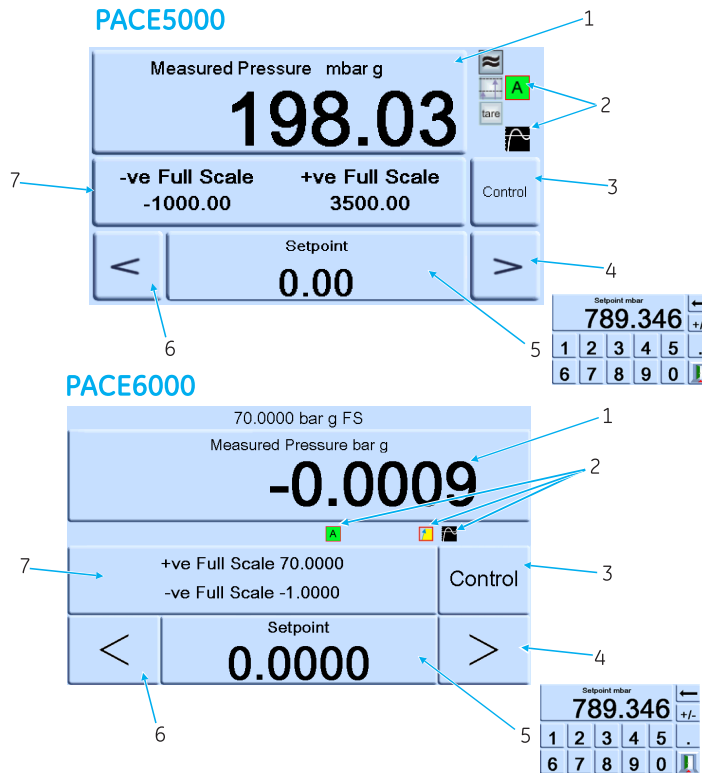 PACE5000
1
Measured Pressure mbar g
198.03
A
tare
2
7
-ve Full Scale +ve Full Scale
-1000.00 3500.00
Control
3
< Setpoint >
0.00
4
6
5
Setpoint mbar
789.346
+/
1 2 3 4 5 .
6 7 8 9 0
PACE6000
70.0000 bar g FS
1
Measured Pressure bar g
-0.0009
2
A
7
+ve Full Scale 70.0000
-ve Full Scale -1.0000
Control
3
< Setpoint >
0.0000
4
6
5
Setpoint mbar
789.346
+/-
1 2 3 4 5 .
6 7 8 9 0